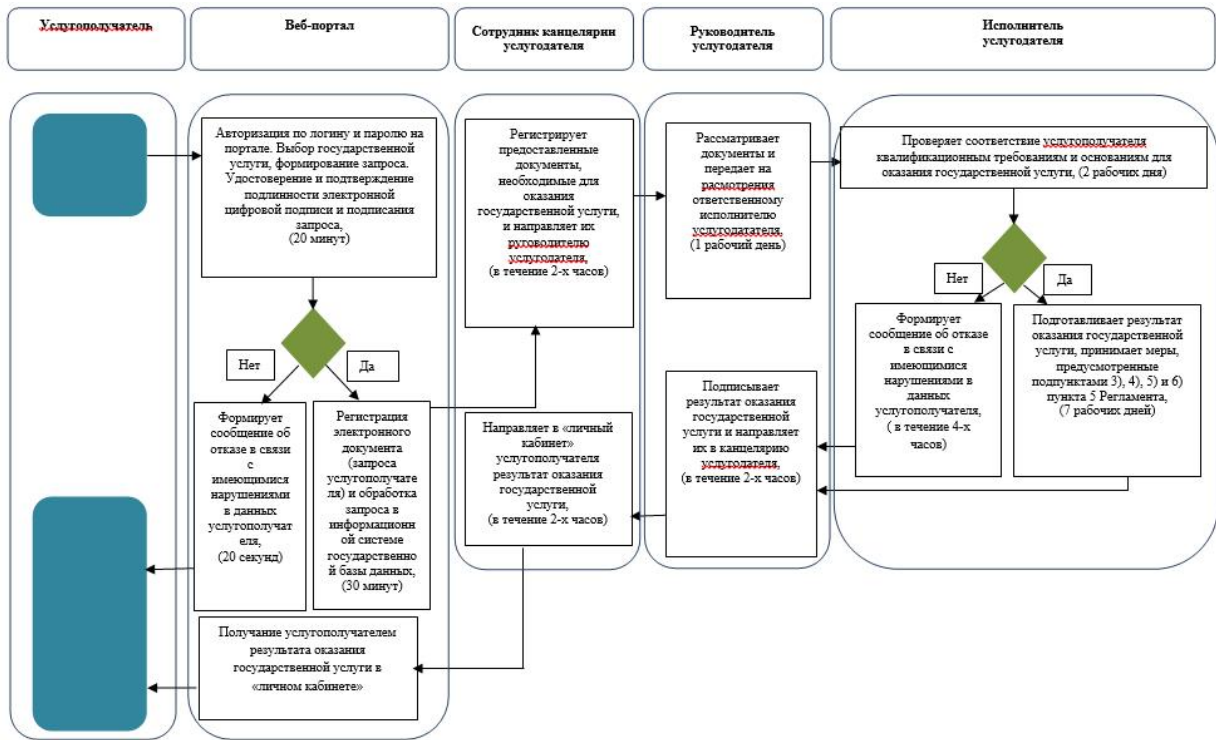 Услугополучатель
Веб-портал
Сотрудник канцелярии
услугодателя
Руководитель
услугодателя
Исполнитель
услугодателя
Авторизация по логину и паролю на
портале. Выбор государственной
услуги, формирование запроса.
Удостоверение и подтверждение
подлинности электронной
цифровой подписи и подписания
запроса,
(20 минут)
Нет
Да
Формирует
сообщение об
отказе в связи
с
имеющимися
нарушениями
в данных
услугополучат
еля,
(20 секунд)
Регистрация
электронного
документа
(запроса
услугополучате
ля) и обработка
запроса в
информационн
ой системе
государственно
й базы данных,
(30 минут)
Получание услугополучателем
результата оказания
государственной услуги в
«личном кабинете»
Регистрирует
предоставленные
документы,
необходимые для
оказания
государственной услуги,
и направляет их
руговодителю
услугодателя,
(в течение 2-х часов)
Направляет в «личный
кабинет»
услугополучателя
результат оказания
государственной
услуги,
(в течение 2-х часов)
Рассматривает
документы и
передает на
расмотрения
ответственному
исполнителю
услугодатателя,
(1 рабочий день)
Подписывает
результат оказания
государственной
услуги и направляет
их в канцелярию
услугодателя,
(в течение 2-х часов)
Проверяет соответствие услугополучателя
квалификационным требованиям и основаниям для
оказания государственной услуги, (2 рабочих дня)
Нет
Да
Формирует
сообщение об отказе
в связи с
имеющимися
нарушениями в
данных
услугополучателя,
( в течение 4-х
часов)
Подготавливает результат
оказания государственной
услуги, принимает меры,
предусмотренные
подпунктами 3), 4), 5) и 6)
пункта 5 Регламента,
(7 рабочих дней)